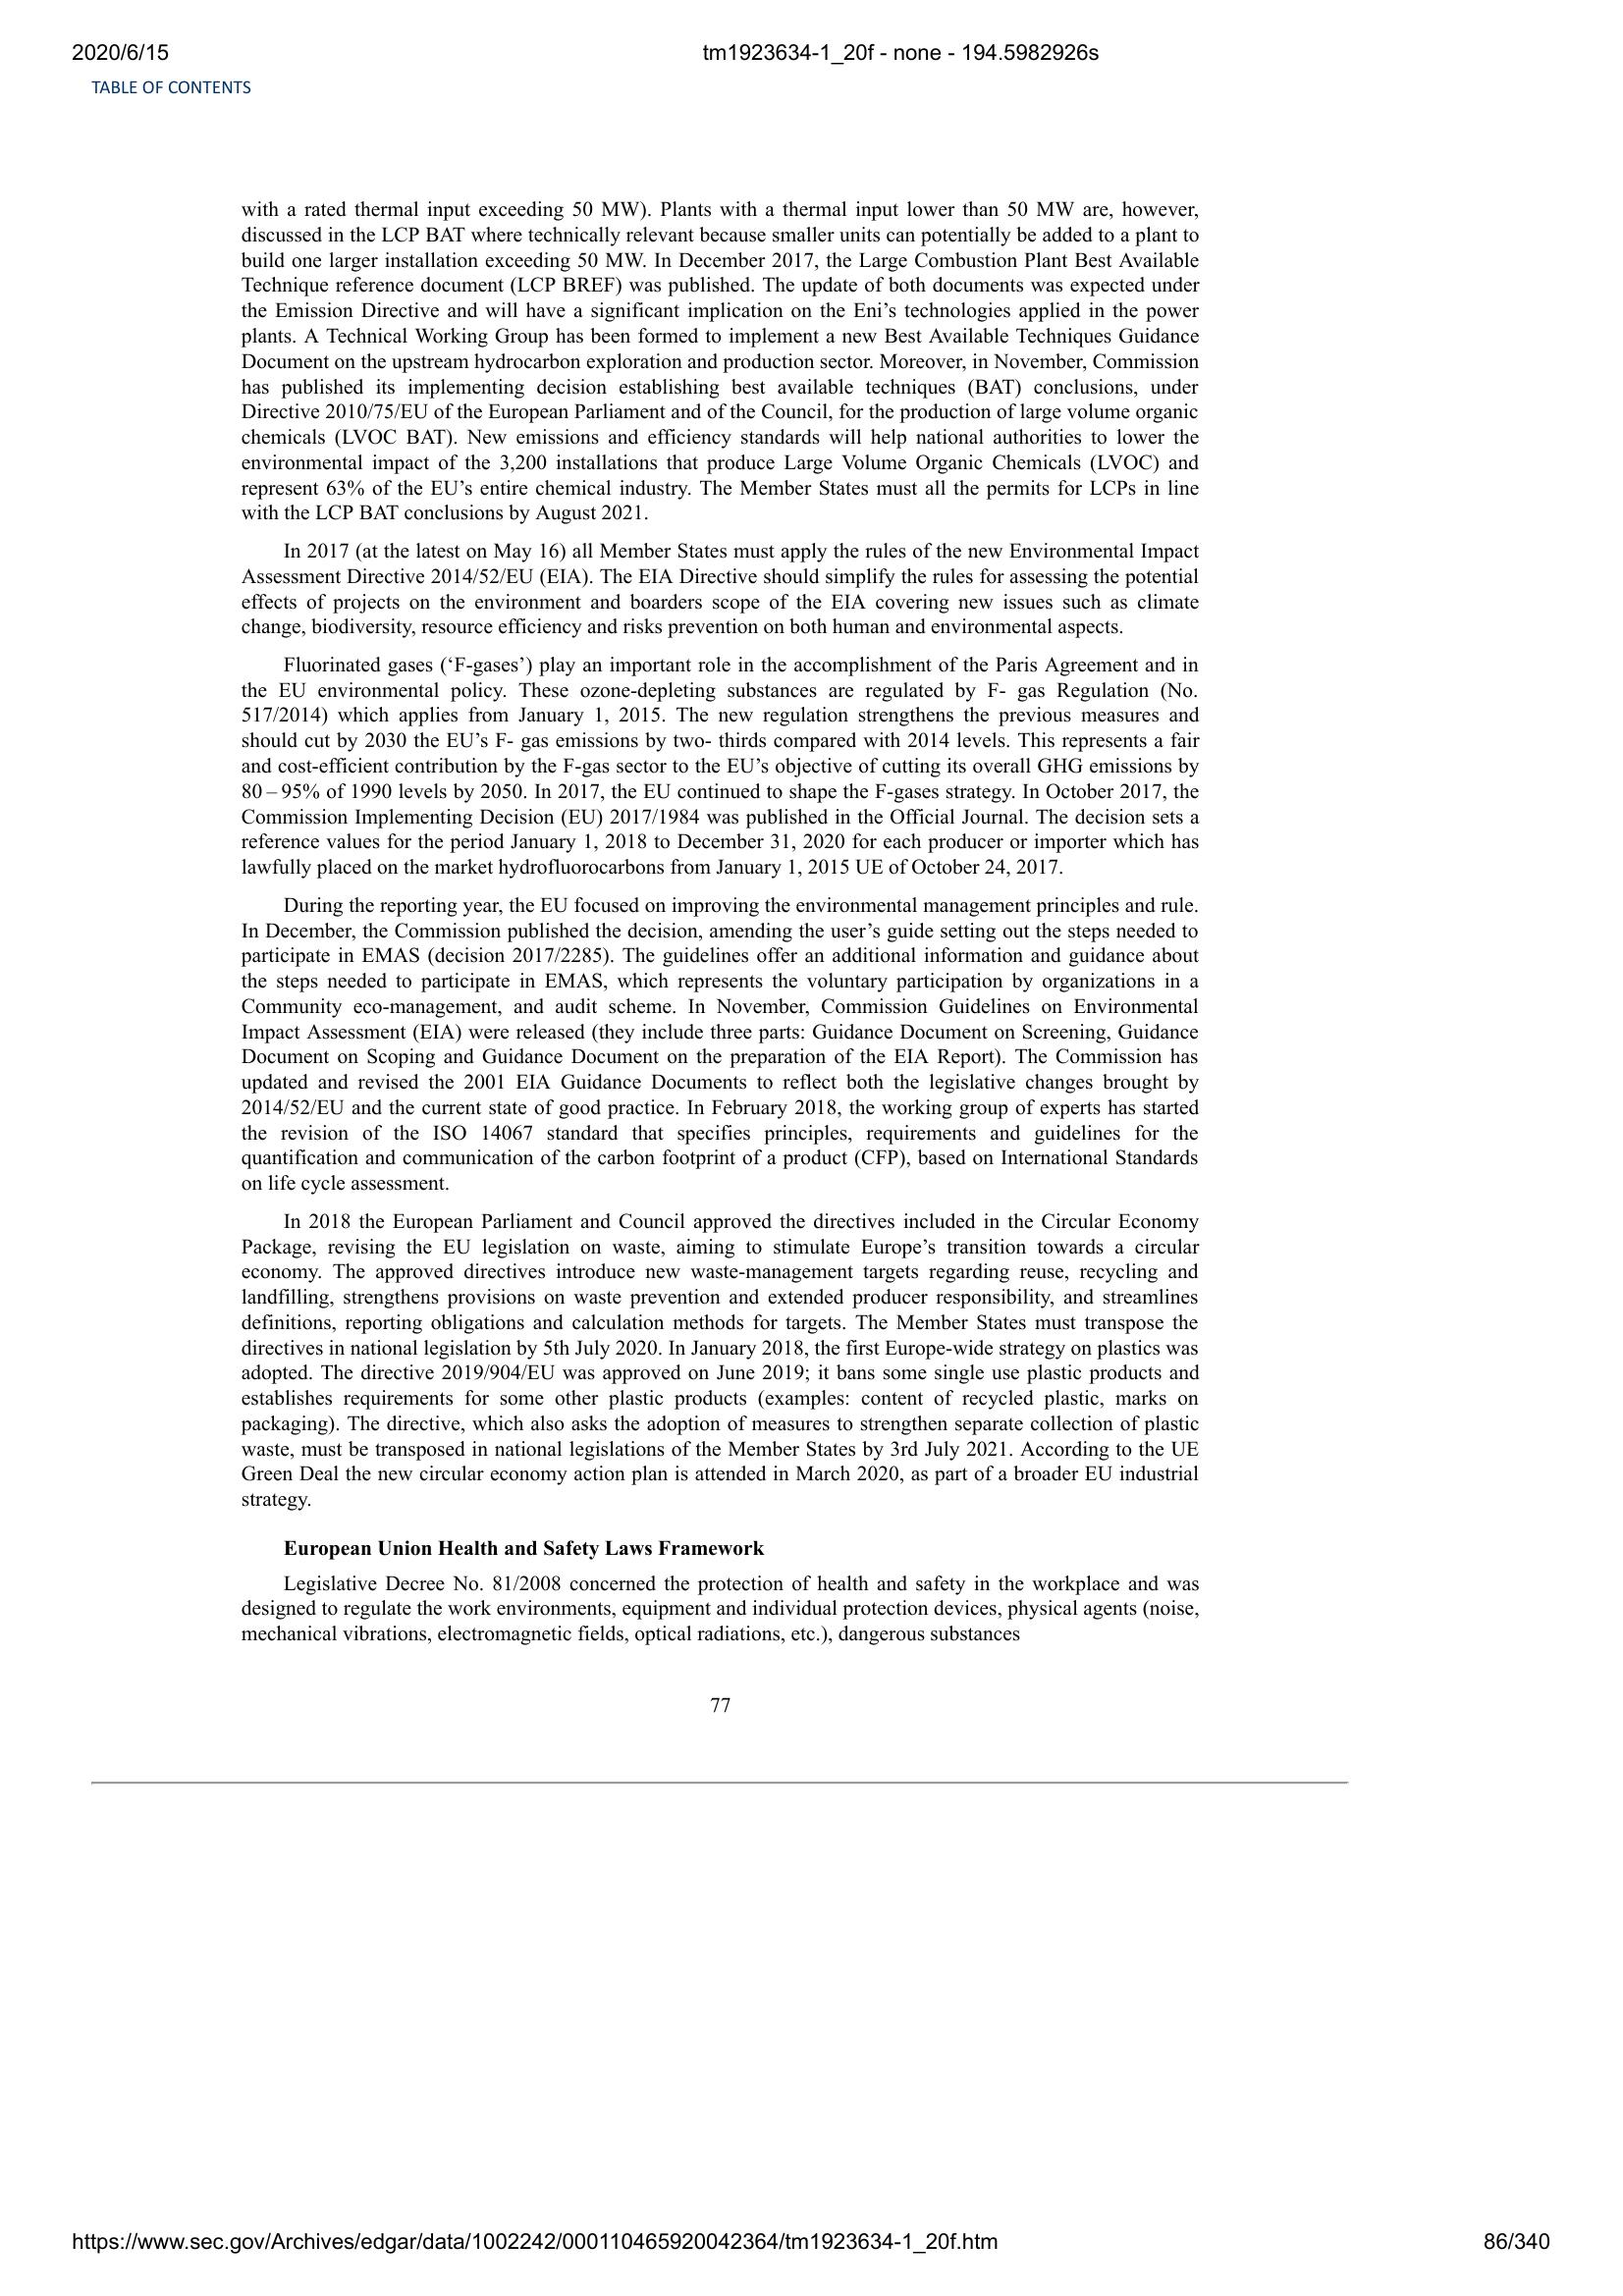 2020/6/15
tm1923634-1_20f - none - 194.5982926s
TABLE OF CONTENTS
with a rated thermal input exceeding 50 MW). Plants with a thermal input lower than 50 MW are, however,
discussed in the LCP BAT where technically relevant because smaller units can potentially be added to a plant to
build one larger installation exceeding 50 MW. In December 2017, the Large Combustion Plant Best Available
Technique reference document (LCP BREF) was published. The update of both documents was expected under
the Emission Directive and will have a significant implication on the Eni’s technologies applied in the power
plants. A Technical Working Group has been formed to implement a new Best Available Techniques Guidance
Document on the upstream hydrocarbon exploration and production sector. Moreover, in November, Commission
has published its implementing decision establishing best available techniques (BAT) conclusions, under
Directive 2010/75/EU of the European Parliament and of the Council, for the production of large volume organic
chemicals (LVOC BAT). New emissions and efficiency standards will help national authorities to lower the
environmental impact of the 3,200 installations that produce Large Volume Organic Chemicals (LVOC) and
represent 63% of the EU’s entire chemical industry. The Member States must all the permits for LCPs in line
with the LCP BAT conclusions by August 2021.
In 2017 (at the latest on May 16) all Member States must apply the rules of the new Environmental Impact
Assessment Directive 2014/52/EU (EIA). The EIA Directive should simplify the rules for assessing the potential
effects of projects on the environment and boarders scope of the EIA covering new issues such as climate
change, biodiversity, resource efficiency and risks prevention on both human and environmental aspects.
Fluorinated gases (‘F-gases’) play an important role in the accomplishment of the Paris Agreement and in
the EU environmental policy. These ozone-depleting substances are regulated by F- gas Regulation (No.
517/2014) which applies from January 1, 2015. The new regulation strengthens the previous measures and
should cut by 2030 the EU’s F- gas emissions by two- thirds compared with 2014 levels. This represents a fair
and cost-efficient contribution by the F-gas sector to the EU’s objective of cutting its overall GHG emissions by
80 – 95% of 1990 levels by 2050. In 2017, the EU continued to shape the F-gases strategy. In October 2017, the
Commission Implementing Decision (EU) 2017/1984 was published in the Official Journal. The decision sets a
reference values for the period January 1, 2018 to December 31, 2020 for each producer or importer which has
lawfully placed on the market hydrofluorocarbons from January 1, 2015 UE of October 24, 2017.
During the reporting year, the EU focused on improving the environmental management principles and rule.
In December, the Commission published the decision, amending the user’s guide setting out the steps needed to
participate in EMAS (decision 2017/2285). The guidelines offer an additional information and guidance about
the steps needed to participate in EMAS, which represents the voluntary participation by organizations in a
Community eco-management, and audit scheme. In November, Commission Guidelines on Environmental
Impact Assessment (EIA) were released (they include three parts: Guidance Document on Screening, Guidance
Document on Scoping and Guidance Document on the preparation of the EIA Report). The Commission has
updated and revised the 2001 EIA Guidance Documents to reflect both the legislative changes brought by
2014/52/EU and the current state of good practice. In February 2018, the working group of experts has started
the revision of the ISO 14067 standard that specifies principles, requirements and guidelines for the
quantification and communication of the carbon footprint of a product (CFP), based on International Standards
on life cycle assessment.
In 2018 the European Parliament and Council approved the directives included in the Circular Economy
Package, revising the EU legislation on waste, aiming to stimulate Europe’s transition towards a circular
economy. The approved directives introduce new waste-management targets regarding reuse, recycling and
landfilling, strengthens provisions on waste prevention and extended producer responsibility, and streamlines
definitions, reporting obligations and calculation methods for targets. The Member States must transpose the
directives in national legislation by 5th July 2020. In January 2018, the first Europe-wide strategy on plastics was
adopted. The directive 2019/904/EU was approved on June 2019; it bans some single use plastic products and
establishes requirements for some other plastic products (examples: content of recycled plastic, marks on
packaging). The directive, which also asks the adoption of measures to strengthen separate collection of plastic
waste, must be transposed in national legislations of the Member States by 3rd July 2021. According to the UE
Green Deal the new circular economy action plan is attended in March 2020, as part of a broader EU industrial
strategy.
European Union Health and Safety Laws Framework
Legislative Decree No. 81/2008 concerned the protection of health and safety in the workplace and was
designed to regulate the work environments, equipment and individual protection devices, physical agents (noise,
mechanical vibrations, electromagnetic fields, optical radiations, etc.), dangerous substances
77
https://www.sec.gov/Archives/edgar/data/1002242/000110465920042364/tm1923634-1_20f.htm
86/340